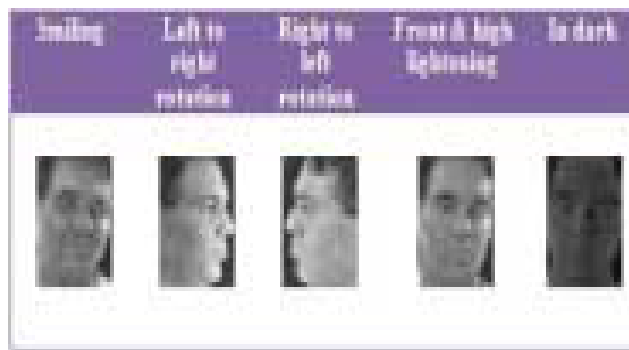 Smiling
Left to
right
rotation
Right to
left
rotation
Front & high
lightening
In dark